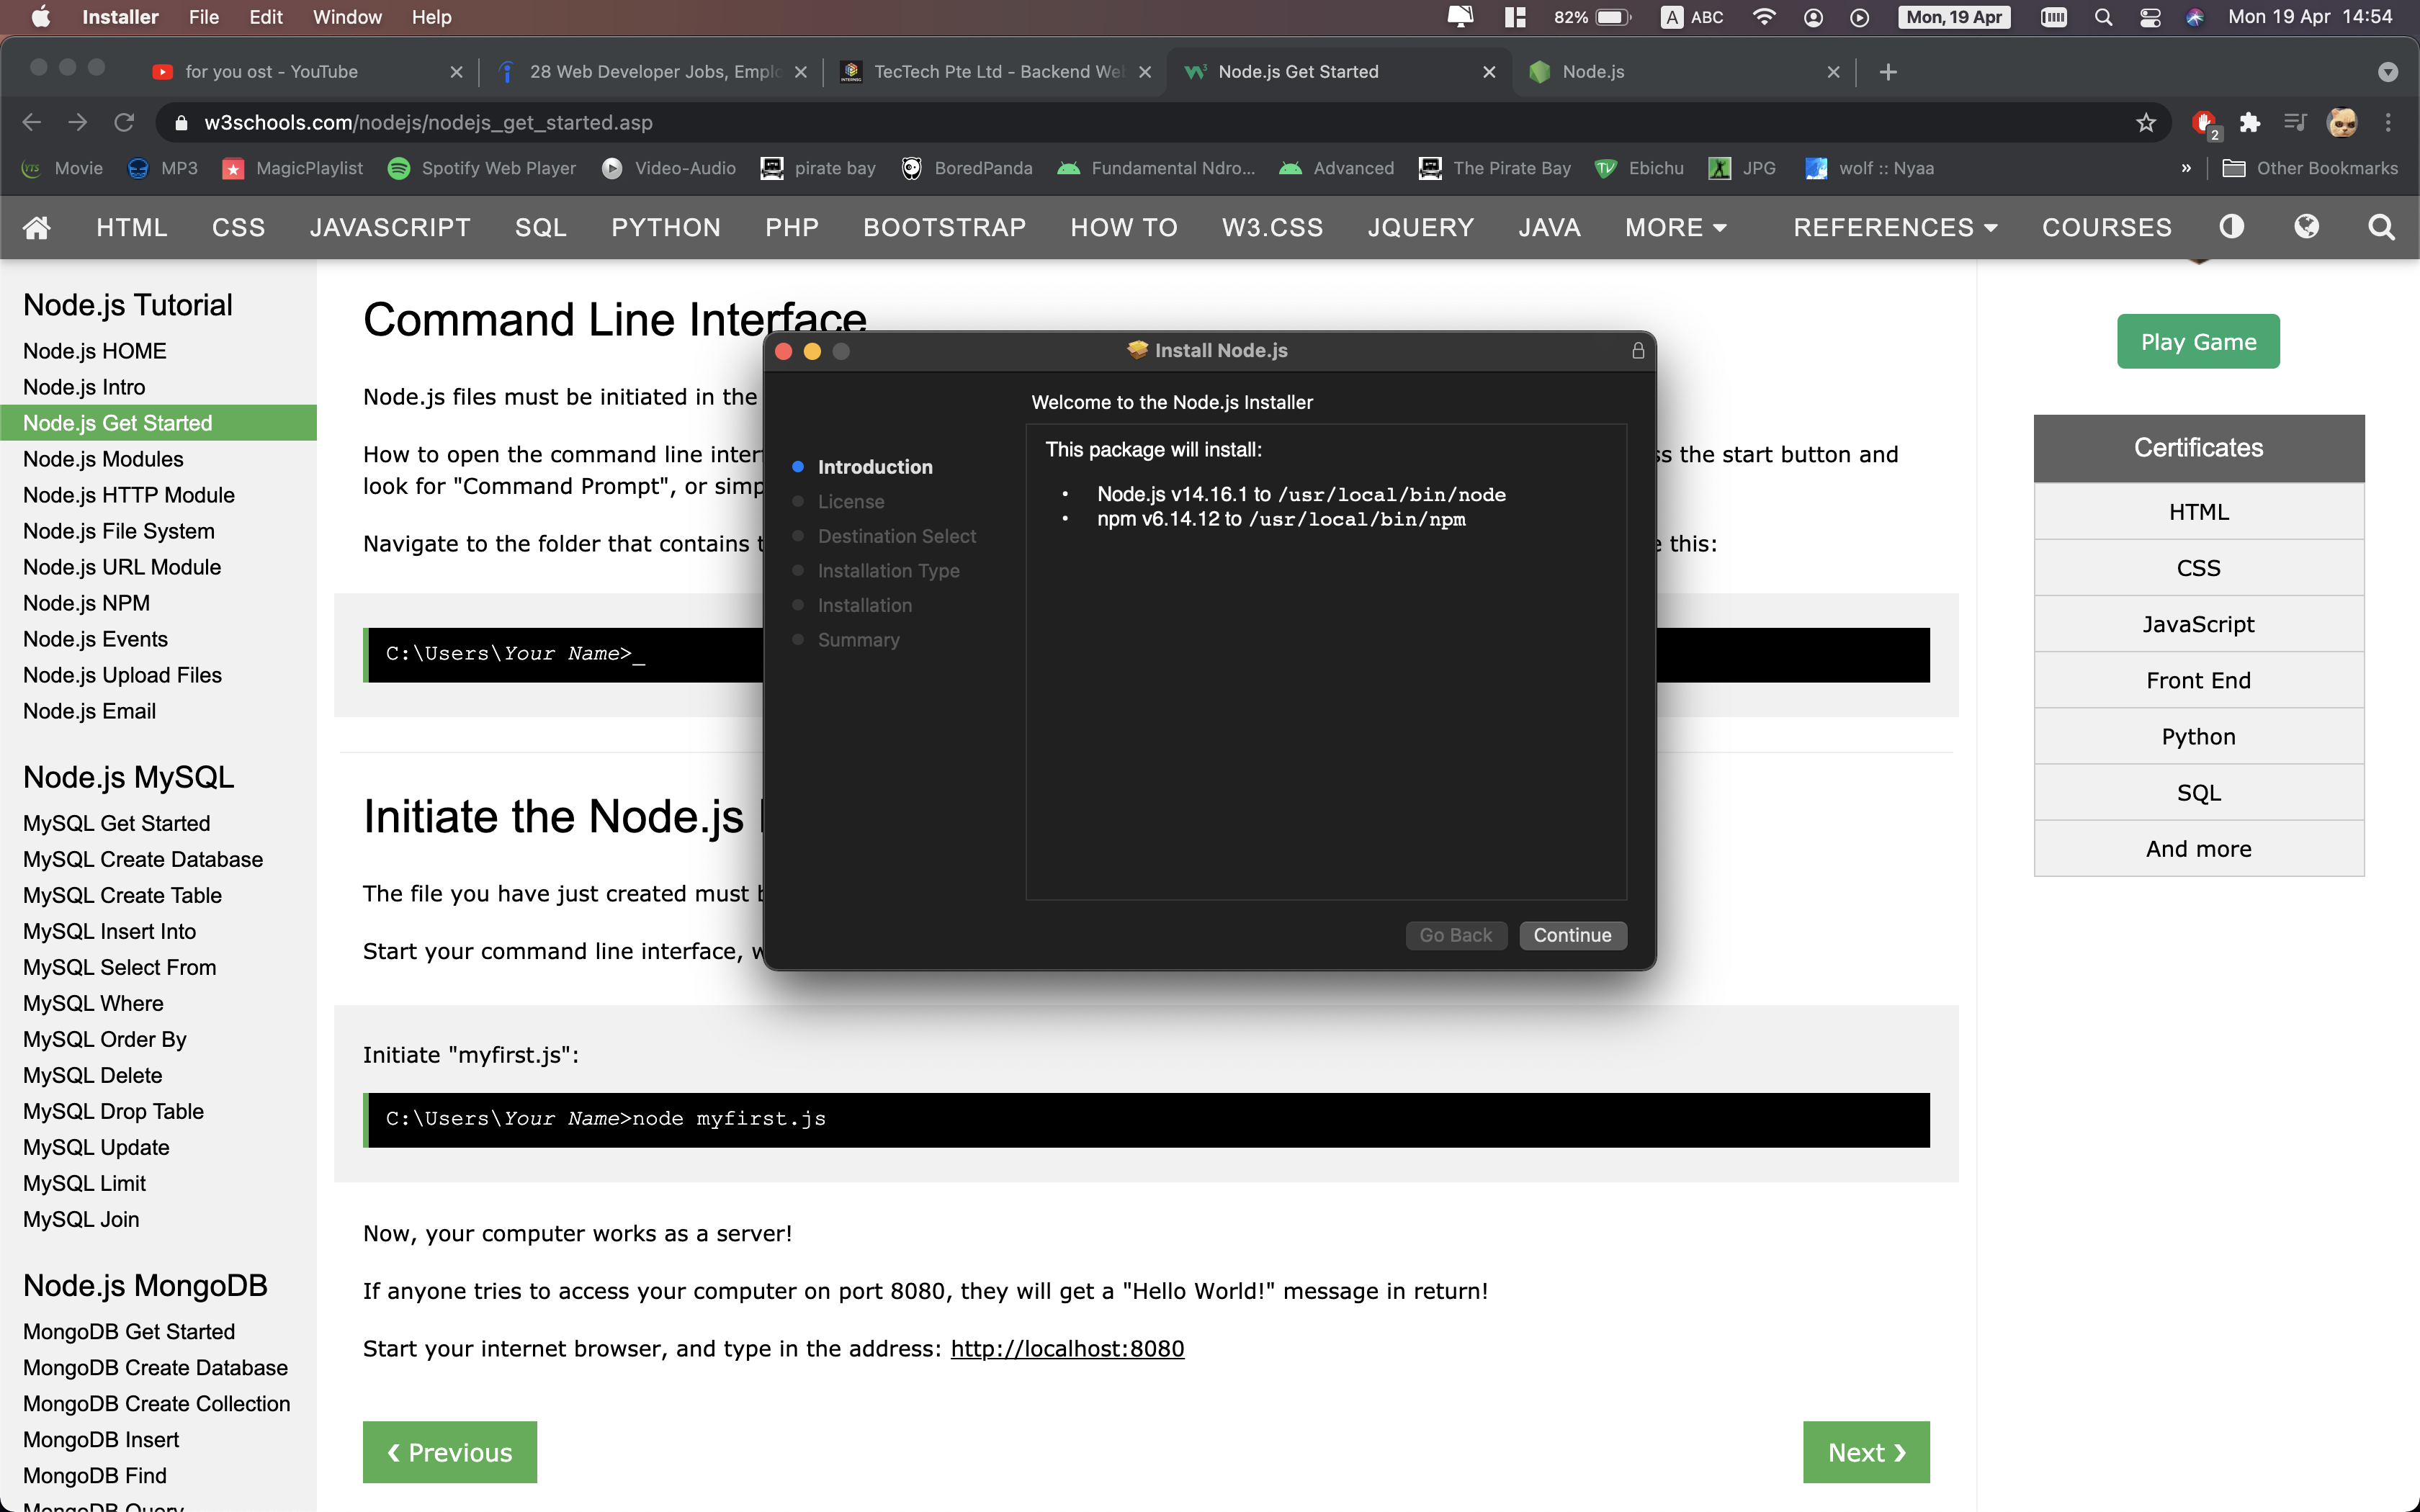 Installer File Edit Window Help 82% A ABC Mon, 19 Apr Mon 19 Apr 14:54
for you ost - YouTube 28 Web Developer Jobs, Emplo TecTech Pte Ltd - Backend Web Node.js Get Started Node.js
w3schools.com/nodejs/nodejs_get_started.asp 2
YTS Movie MP3 MagicPlaylist Spotify Web Player Video-Audio pirate bay BoredPanda Fundamental Ndro... Advanced The Pirate Bay Ebichu JPG wolf :: Nyaa » Other Bookmarks
HTML CSS JAVASCRIPT SQL PYTHON PHP BOOTSTRAP HOW TO W3.CSS JQUERY JAVA MORE REFERENCES COURSES
Node.js Tutorial
Node.js HOME
Node.js Intro
Node.js Get Started
Node.js Modules
Node.js HTTP Module
Node.js File System
Node.js URL Module
Node.js NPM
Node.js Events
Node.js Upload Files
Node.js Email
Node.js MySQL
MySQL Get Started
MySQL Create Database
MySQL Create Table
MySQL Insert Into
MySQL Select From
MySQL Where
MySQL Order By
MySQL Delete
MySQL Drop Table
MySQL Update
MySQL Limit
MySQL Join
Node.js MongoDB
MongoDB Get Started
MongoDB Create Database
MongoDB Create Collection
MongoDB Insert
MongoDB Find
MongoDB Query
Command Line Interface
Node.js files must be initiated in the
How to open the command line inter s the start button and
look for "Command Prompt", or simp
Navigate to the folder that contains this:
C:\Users\Your Name>_
Initiate the Node.js
The file you have just created must
Start your command line interface, w
Initiate "myfirst.js":
C:\Users\Your Name>node myfirst.js
Now, your computer works as a server!
If anyone tries to access your computer on port 8080, they will get a "Hello World!" message in return!
Start your internet browser, and type in the address: http://localhost:8080
❮ Previous
Next ❯
Install Node.js
Welcome to the Node.js Installer
Introduction
License
Destination Select
Installation Type
Installation
Summary
This package will install:
• Node.js v14.16.1 to /usr/local/bin/node
• npm v6.14.12 to /usr/local/bin/npm
Go Back Continue
Play Game
Certificates
HTML
CSS
JavaScript
Front End
Python
SQL
And more